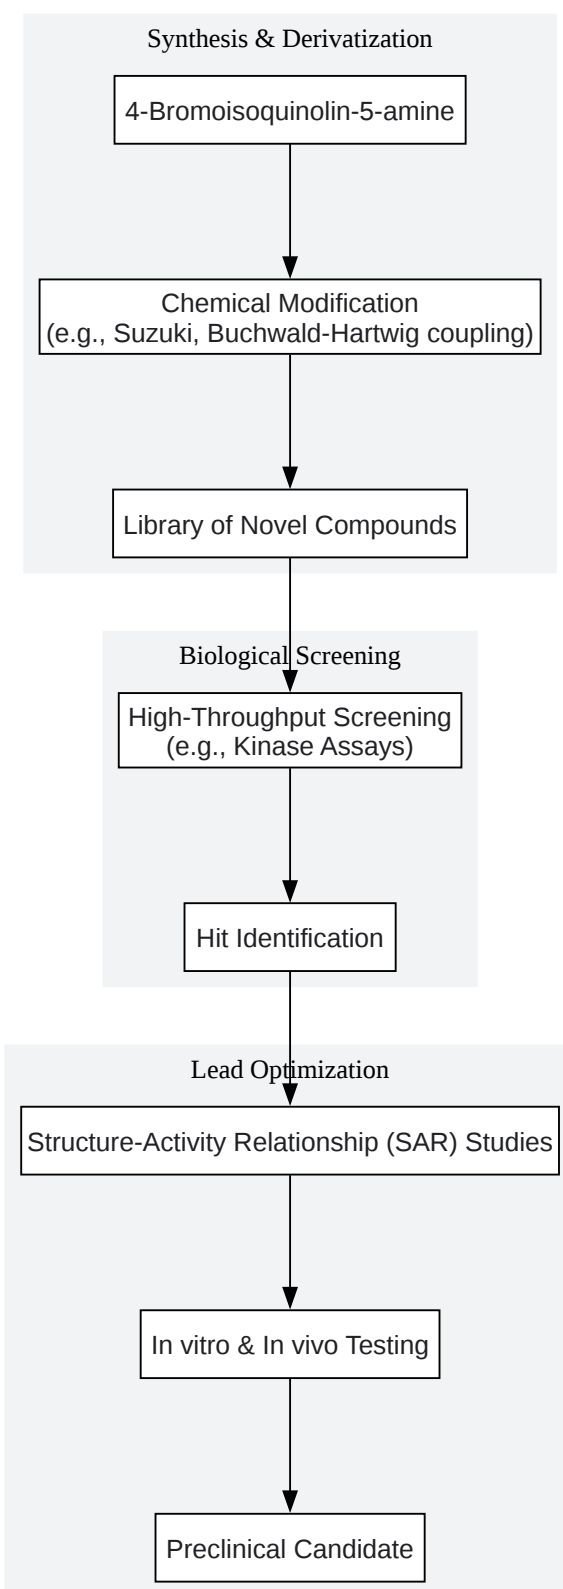 Synthesis & Derivatization
4-Bromoisoquinolin-5-amine
Chemical Modification
(e.g., Suzuki, Buchwald-Hartwig coupling)
Library of Novel Compounds
Biological Screening
High-Throughput Screening
(e.g., Kinase Assays)
Hit Identification
Lead Optimization
Structure-Activity Relationship (SAR) Studies
In vitro & In vivo Testing
Preclinical Candidate